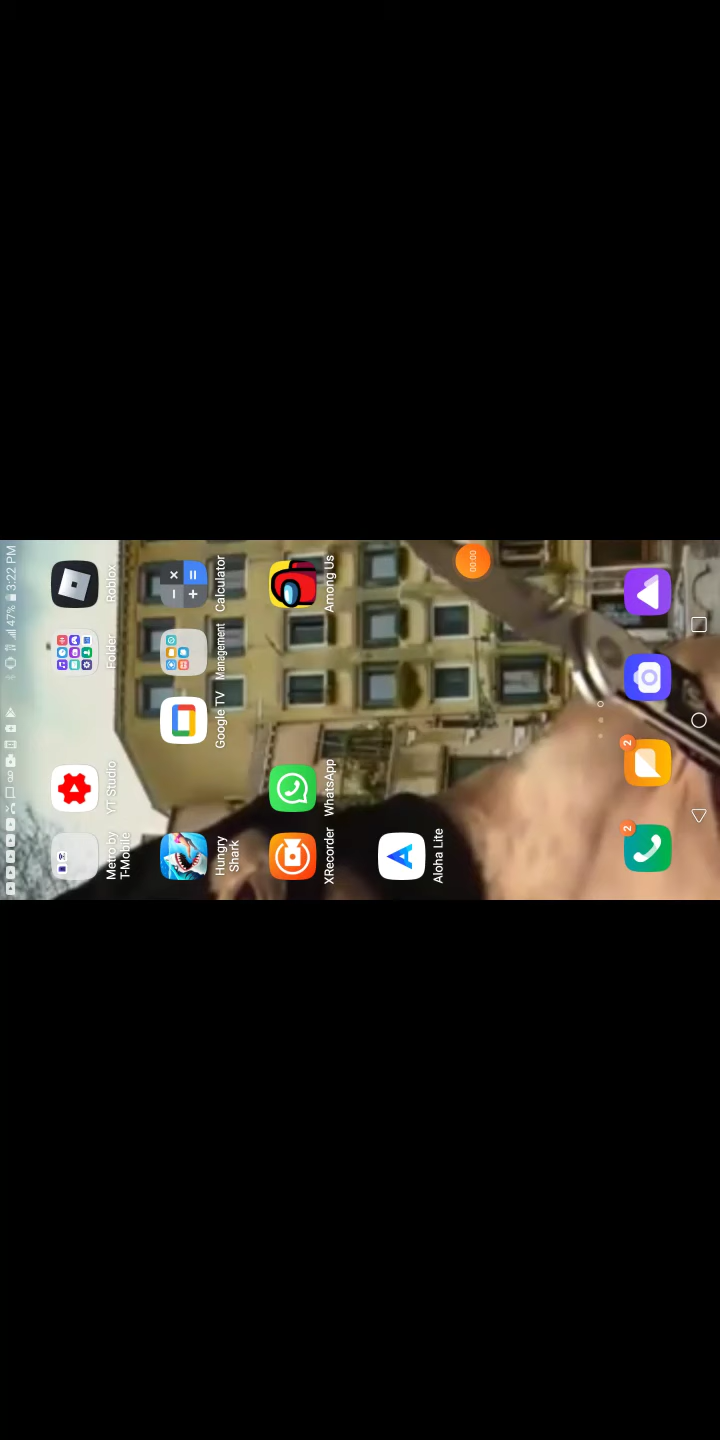 47% 3:22 PM
Metro by
T-Mobile
YT Studio
Folder
Roblox
Hungry
Shark
Google TV
Management
Calculator
XRecorder
WhatsApp
Among Us
Aloha Lite
00:00
2
2